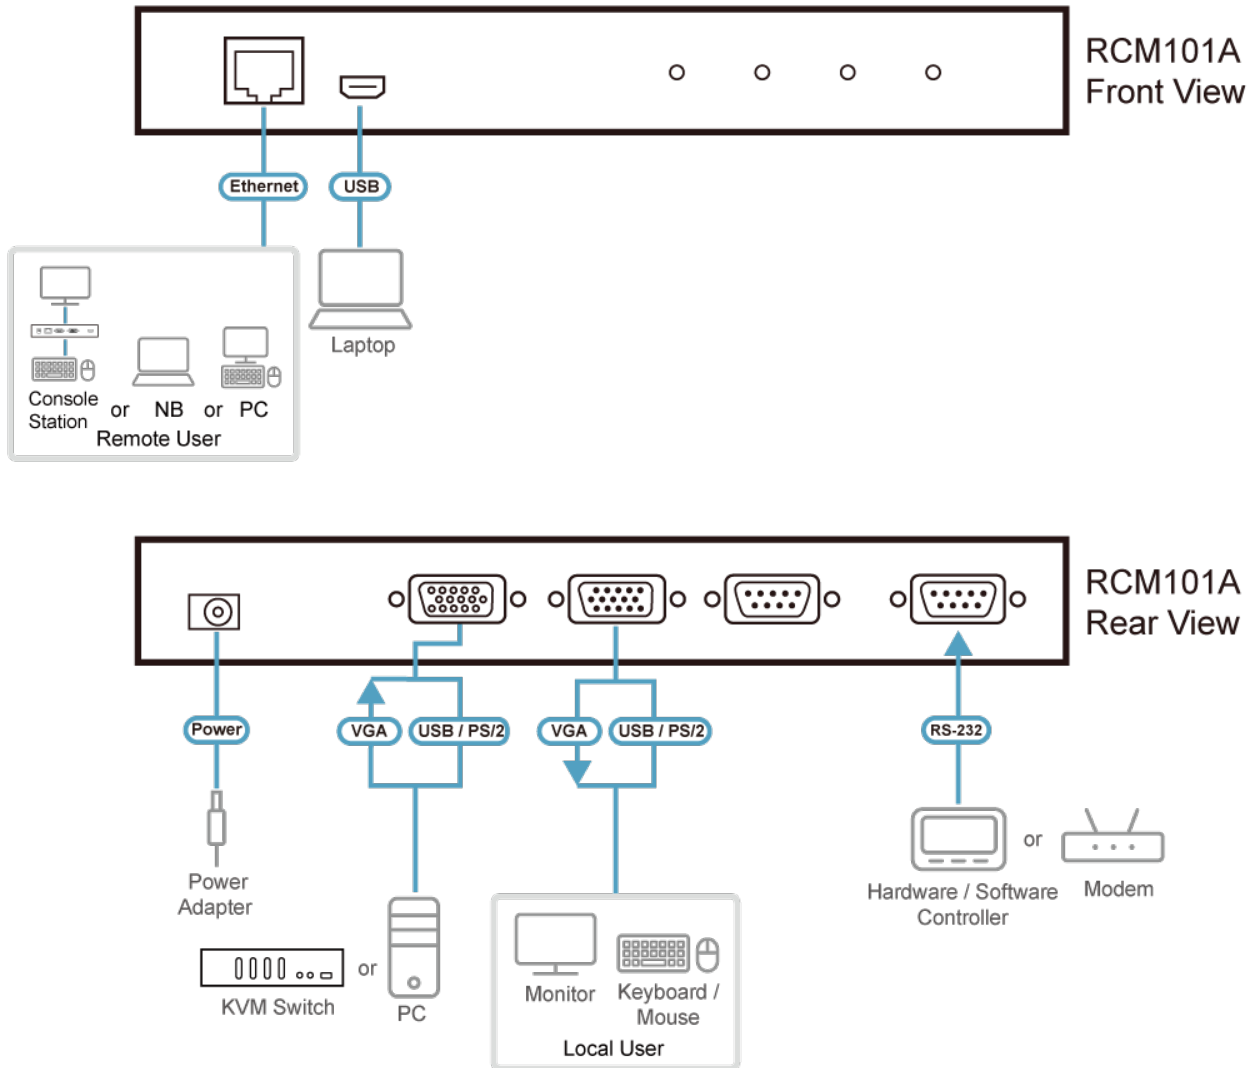 RCM101A
Front View
Ethernet
USB
Laptop
Console
Station
or
NB
or
PC
Remote User
RCM101A
Rear View
Power
VGA
USB / PS/2
VGA
USB / PS/2
RS-232
Power
Adapter
KVM Switch
or
PC
Monitor
Keyboard /
Mouse
Local User
Hardware / Software
Controller
or
Modem